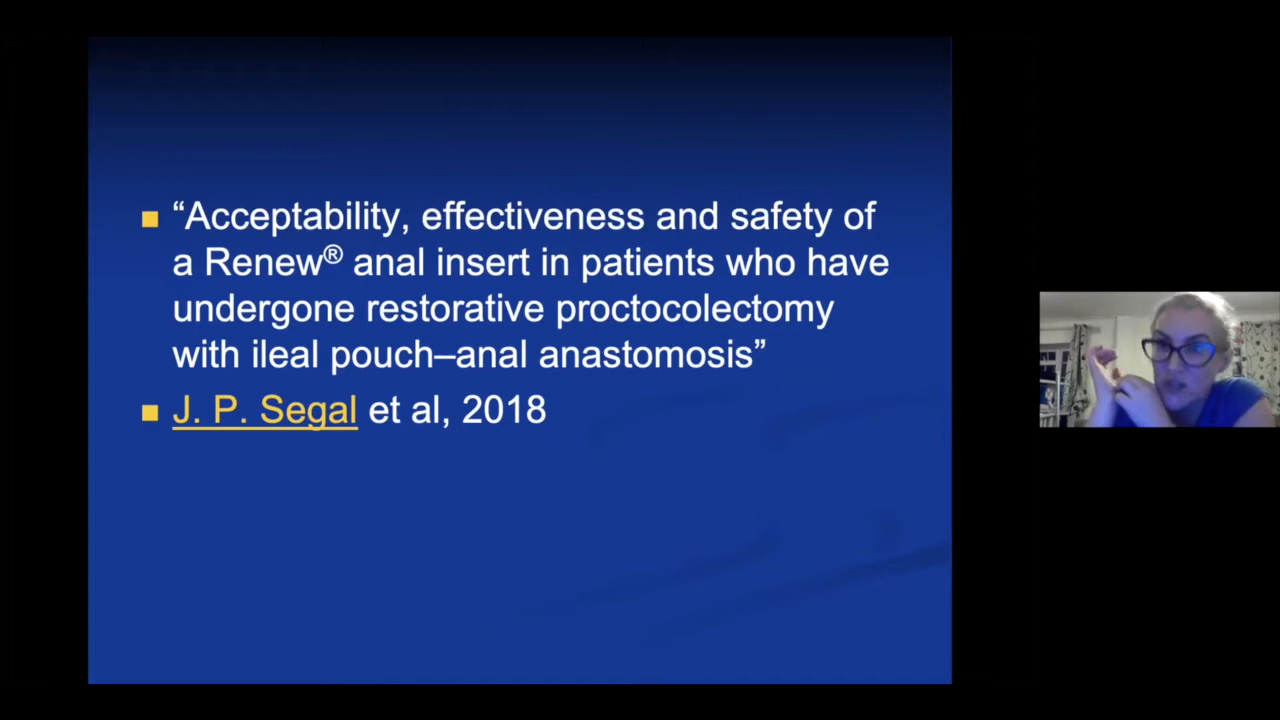 “Acceptability, effectiveness and safety of
a Renew® anal insert in patients who have
undergone restorative proctocolectomy
with ileal pouch–anal anastomosis”
J. P. Segal et al, 2018